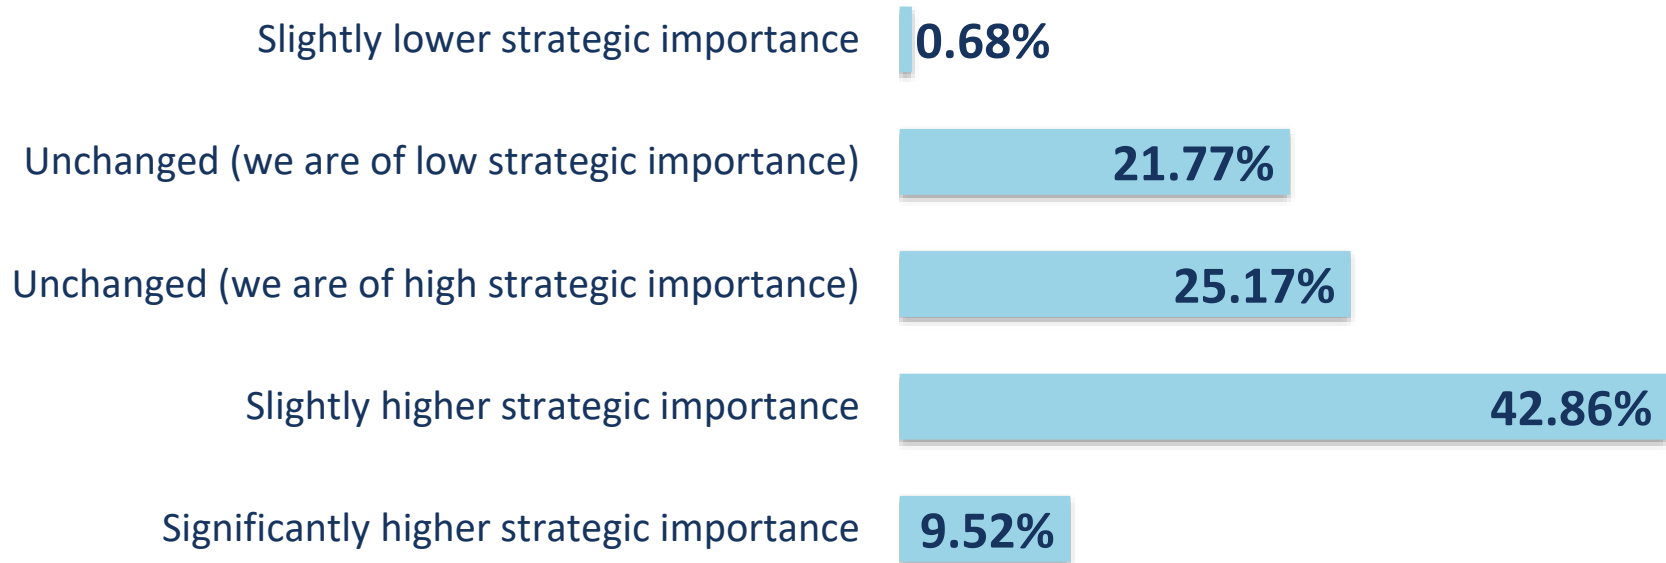 Slightly lower strategic importance 0.68%
Unchanged (we are of low strategic importance) 21.77%
Unchanged (we are of high strategic importance) 25.17%
Slightly higher strategic importance 42.86%
Significantly higher strategic importance 9.52%